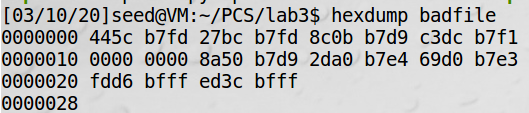 [03/10/20]seed@VM:~/PCS/lab3$ hexdump badfile
0000000 445c b7fd 27bc b7fd 8c0b b7d9 c3dc b7f1
0000010 0000 0000 8a50 b7d9 2da0 b7e4 69d0 b7e3
0000020 fdd6 bfff ed3c bfff
0000028